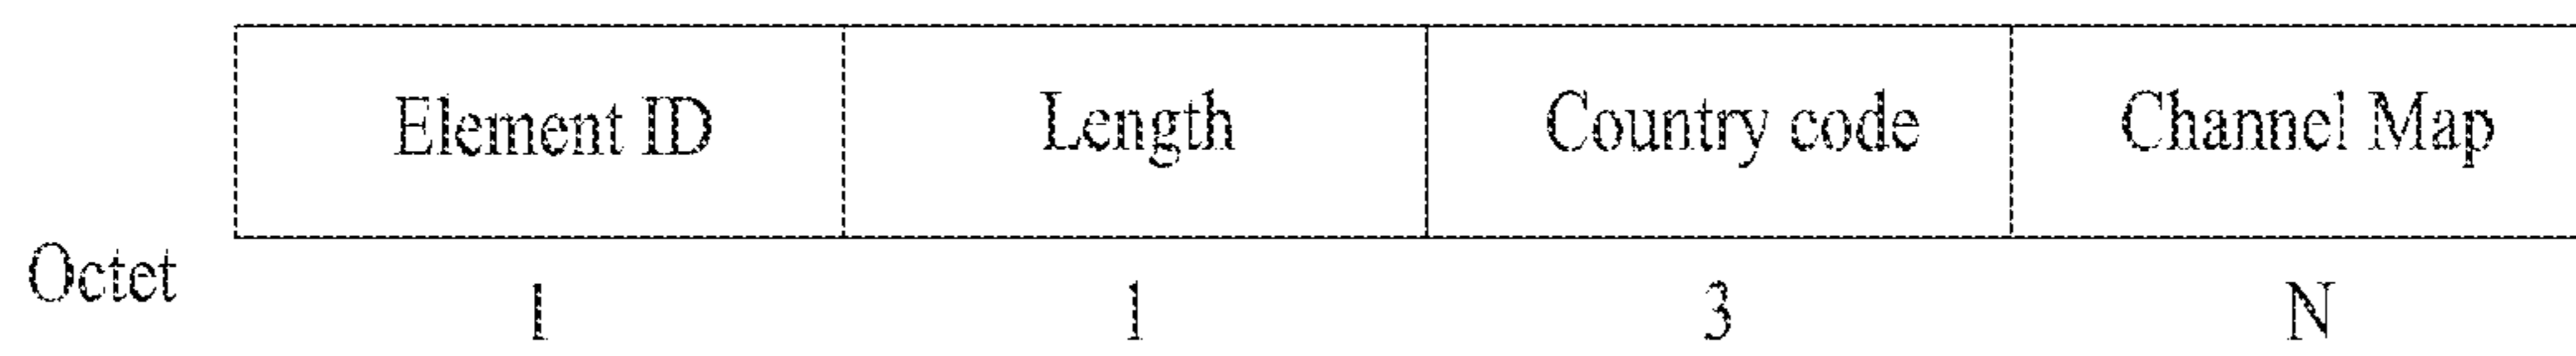 Element ID Length Country code Channel Map
Octet 1 1 3 N